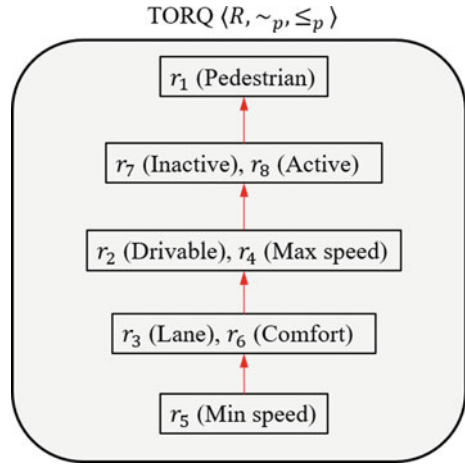 TORQ ⟨R, ~ₚ, ≤ₚ⟩
r₁ (Pedestrian)
r₇ (Inactive), r₈ (Active)
r₂ (Drivable), r₄ (Max speed)
r₃ (Lane), r₆ (Comfort)
r₅ (Min speed)